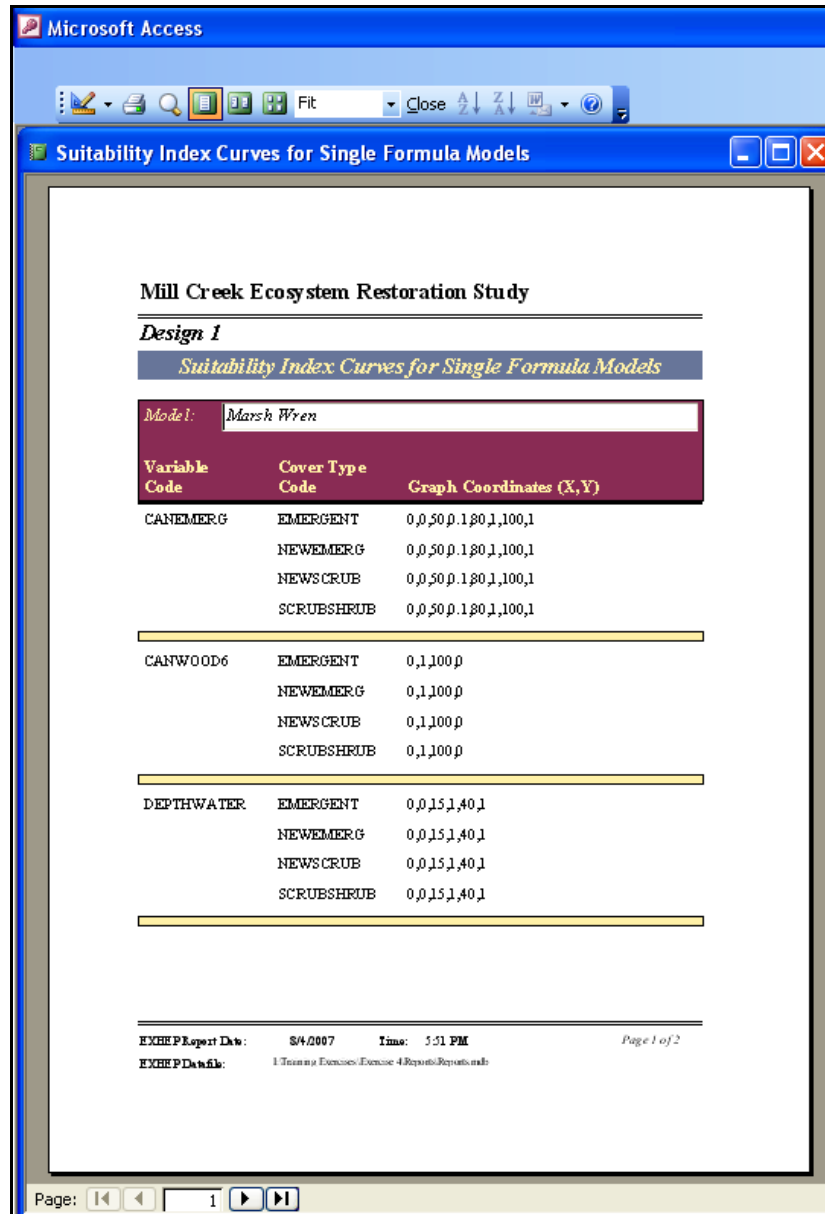 Microsoft Access
Fit Close
Suitability Index Curves for Single Formula Models
Mill Creek Ecosystem Restoration Study
Design 1
Suitability Index Curves for Single Formula Models
Model: Marsh Wren
Variable Code Cover Type Code Graph Coordinates (X,Y)
CANEMERG EMERGENT 0,0,50,0.1,80,1,100,1
NEWEMERG 0,0,50,0.1,80,1,100,1
NEWSCRUB 0,0,50,0.1,80,1,100,1
SCRUBSHRUB 0,0,50,0.1,80,1,100,1
CANWOOD6 EMERGENT 0,1,100,0
NEWEMERG 0,1,100,0
NEWSCRUB 0,1,100,0
SCRUBSHRUB 0,1,100,0
DEPTHWATER EMERGENT 0,0,15,1,40,1
NEWEMERG 0,0,15,1,40,1
NEWSCRUB 0,0,15,1,40,1
SCRUBSHRUB 0,0,15,1,40,1
EXHEP Report Date: 8/4/2007 Time: 5:51 PM Page 1 of 2
EXHEP Datafile: I:\Training Exercises\Exercise 4\Reports\Reports.mdb
Page: 1